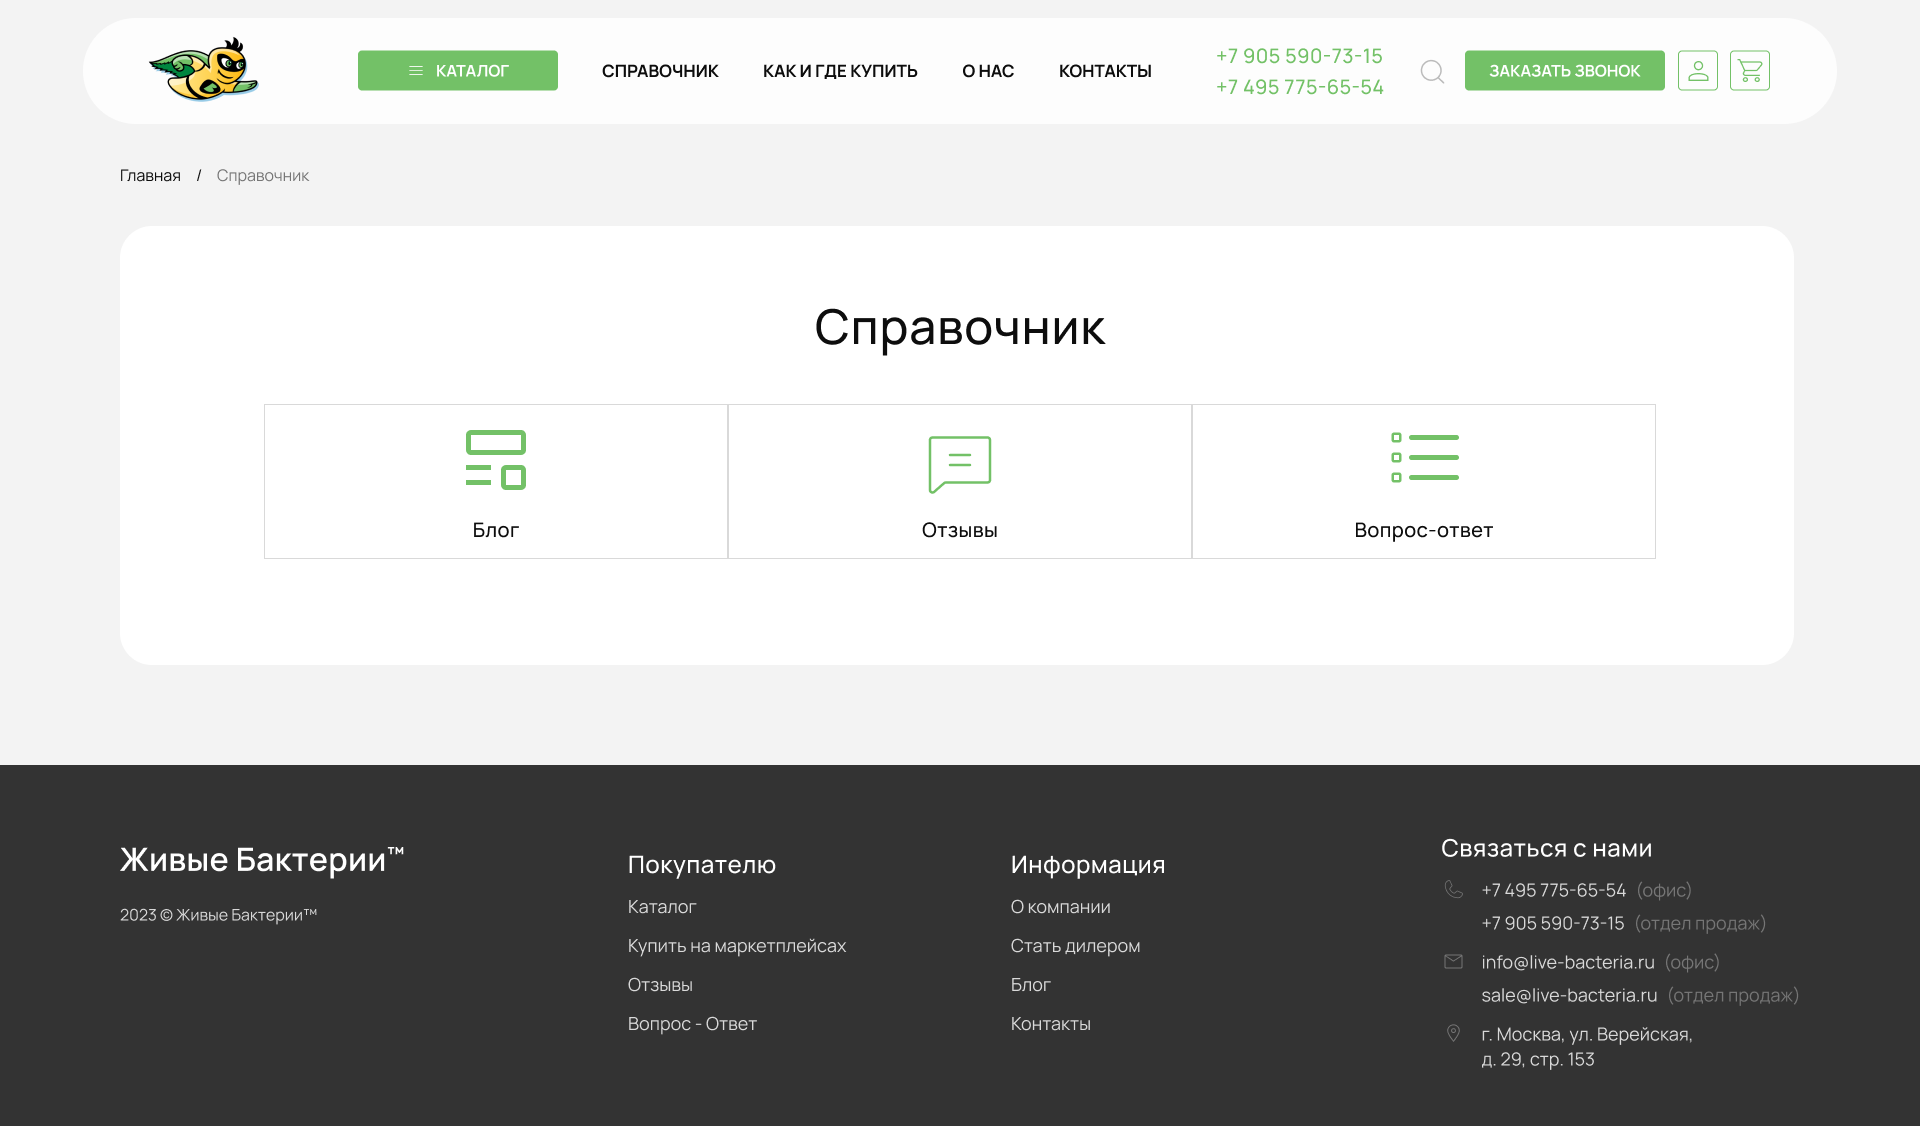 КАТАЛОГ
СПРАВОЧНИК
КАК И ГДЕ КУПИТЬ
О НАС
КОНТАКТЫ
+7 905 590-73-15
+7 495 775-65-54
ЗАКАЗАТЬ ЗВОНОК
Главная / Справочник
Справочник
Блог
Отзывы
Вопрос-ответ
Живые Бактерии™
2023 © Живые Бактерии™
Покупателю
Каталог
Купить на маркетплейсах
Отзывы
Вопрос - Ответ
Информация
О компании
Стать дилером
Блог
Контакты
Связаться с нами
+7 495 775-65-54 (офис)
+7 905 590-73-15 (отдел продаж)
info@live-bacteria.ru (офис)
sale@live-bacteria.ru (отдел продаж)
г. Москва, ул. Верейская,
д. 29, стр. 153